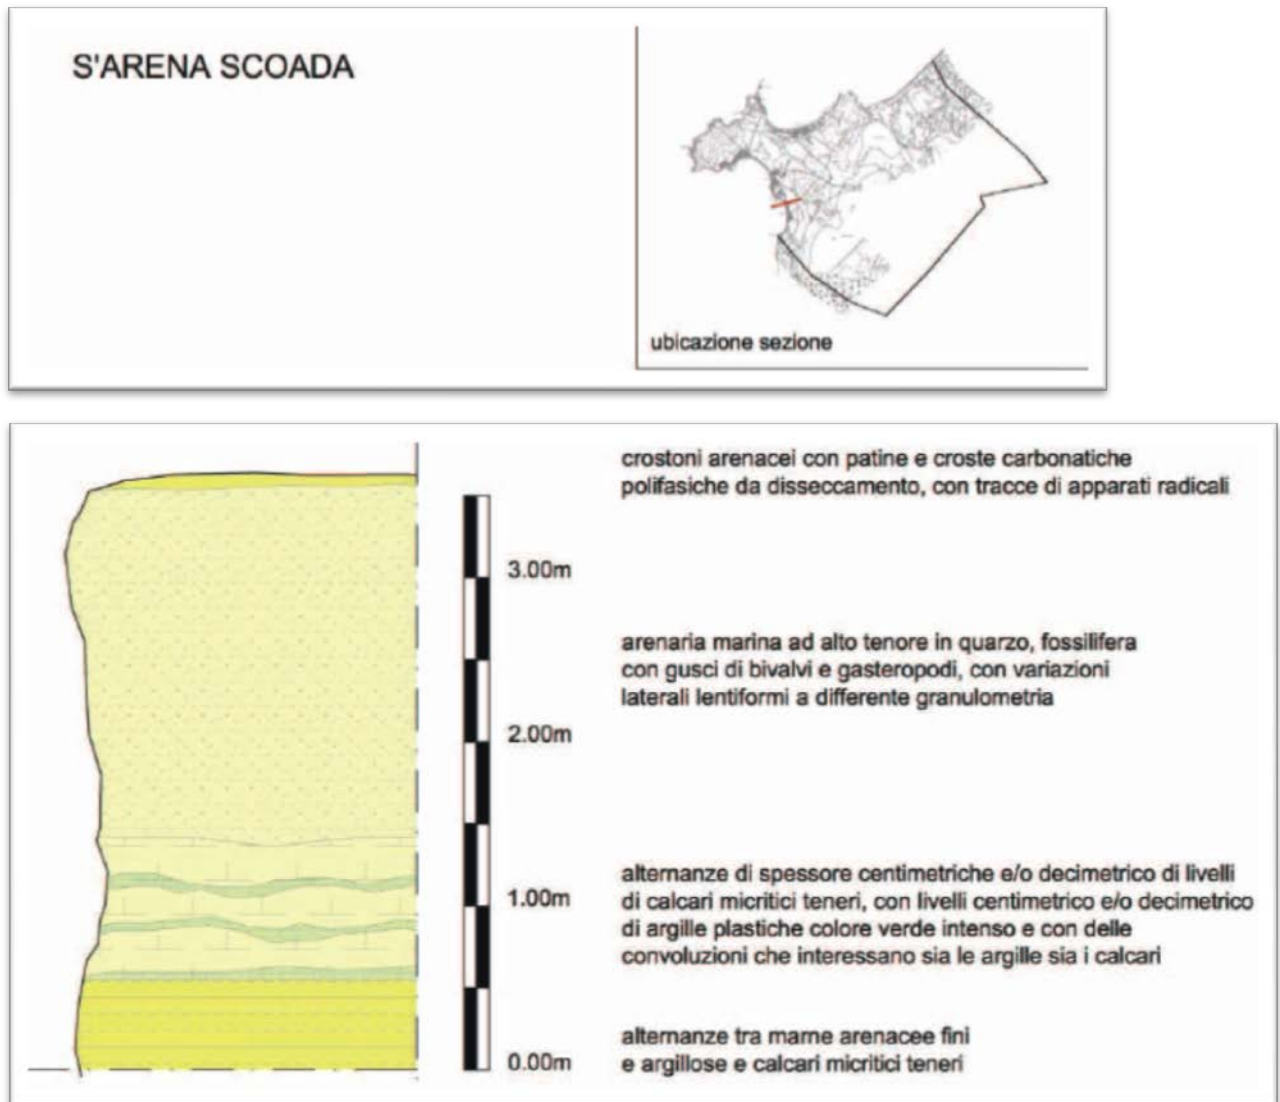 S'ARENA SCOADA
ubicazione sezione
crostoni arenacei con patine e croste carbonatiche
polifasiche da disseccamento, con tracce di apparati radicali
3.00m
arenaria marina ad alto tenore in quarzo, fossilifera
con gusci di bivalvi e gasteropodi, con variazioni
laterali lentiformi a differente granulometria
2.00m
alternanze di spessore centimetriche e/o decimetrico di livelli
di calcari micritici teneri, con livelli centimetrico e/o decimetrico
di argille plastiche colore verde intenso e con delle
convoluzioni che interessano sia le argille sia i calcari
1.00m
alternanze tra marne arenacee fini
e argillose e calcari micritici teneri
0.00m